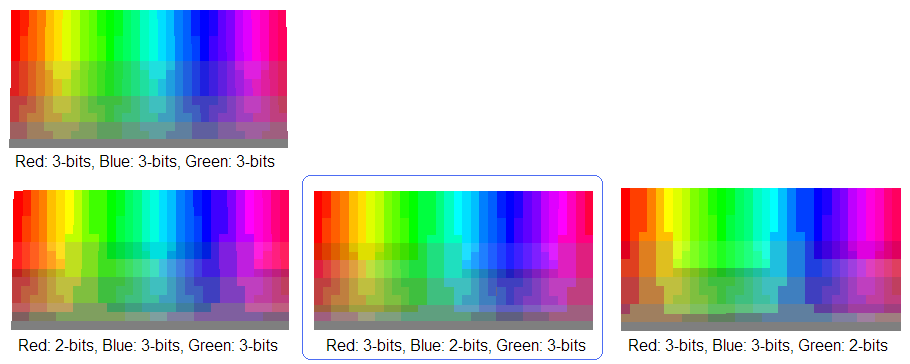 Red: 3-bits, Blue: 3-bits, Green: 3-bits
Red: 2-bits, Blue: 3-bits, Green: 3-bits
Red: 3-bits, Blue: 2-bits, Green: 3-bits
Red: 3-bits, Blue: 3-bits, Green: 2-bits